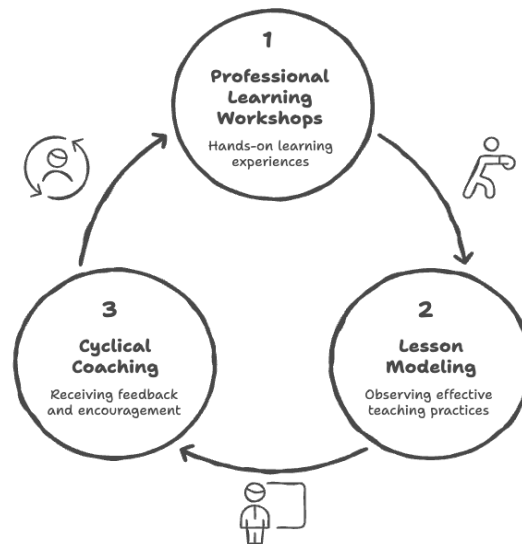 1
Professional
Learning
Workshops
Hands-on learning
experiences
2
Lesson
Modeling
Observing effective
teaching practices
3
Cyclical
Coaching
Receiving feedback
and encouragement